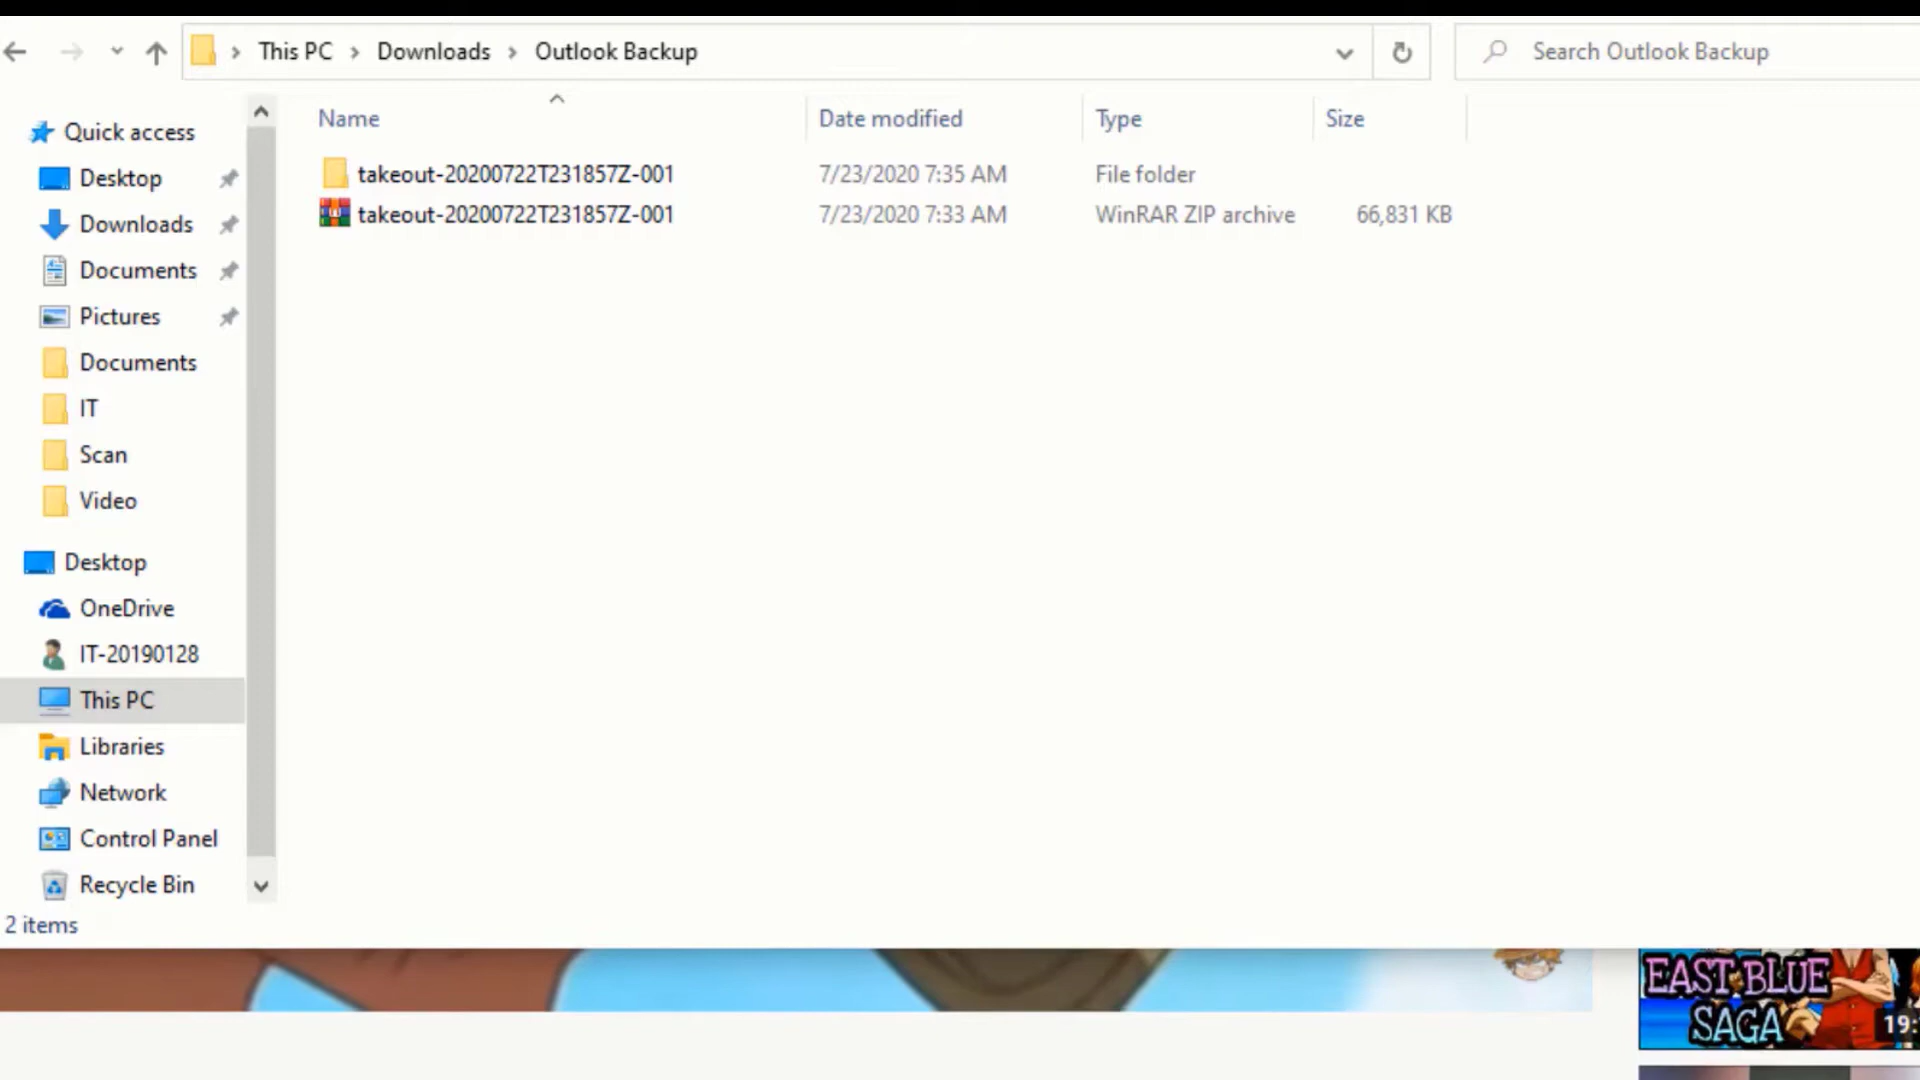 This PC Downloads Outlook Backup Search Outlook Backup
Name Date modified Type Size
takeout-20200722T231857Z-001 7/23/2020 7:35 AM File folder
takeout-20200722T231857Z-001 7/23/2020 7:33 AM WinRAR ZIP archive 66,831 KB
Quick access
Desktop
Downloads
Documents
Pictures
Documents
IT
Scan
Video
Desktop
OneDrive
IT-20190128
This PC
Libraries
Network
Control Panel
Recycle Bin
2 items
EAST BLUE
SAGA
19: